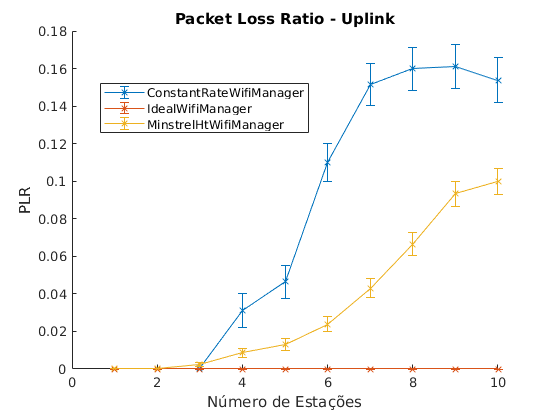 Packet Loss Ratio - Uplink
0.18
0.16
0.14
0.12
0.1
0.08
0.06
0.04
0.02
0
PLR
ConstantRateWifiManager
IdealWifiManager
MinstrelHtWifiManager
0 2 4 6 8 10
Número de Estações